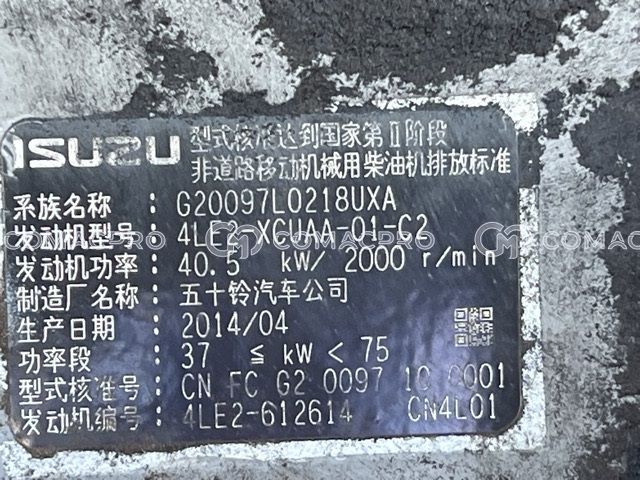 ISUZU 型式核准达到国家第Ⅱ阶段
非道路移动机械用柴油机排放标准
系族名称 : G20097L0218UXA
发动机型号 : 4LE2-XCUAA-01-C2
发动机功率 : 40.5 kW/ 2000 r/min
制造厂名称 : 五十铃汽车公司
生产日期 : 2014/04
功率段 : 37 ≦ kW < 75
型式核准号 : CN FC G2 0097 10 0001
发动机编号 : 4LE2-612614 CN4L01
COMACPRO COMACPRO COMACPRO